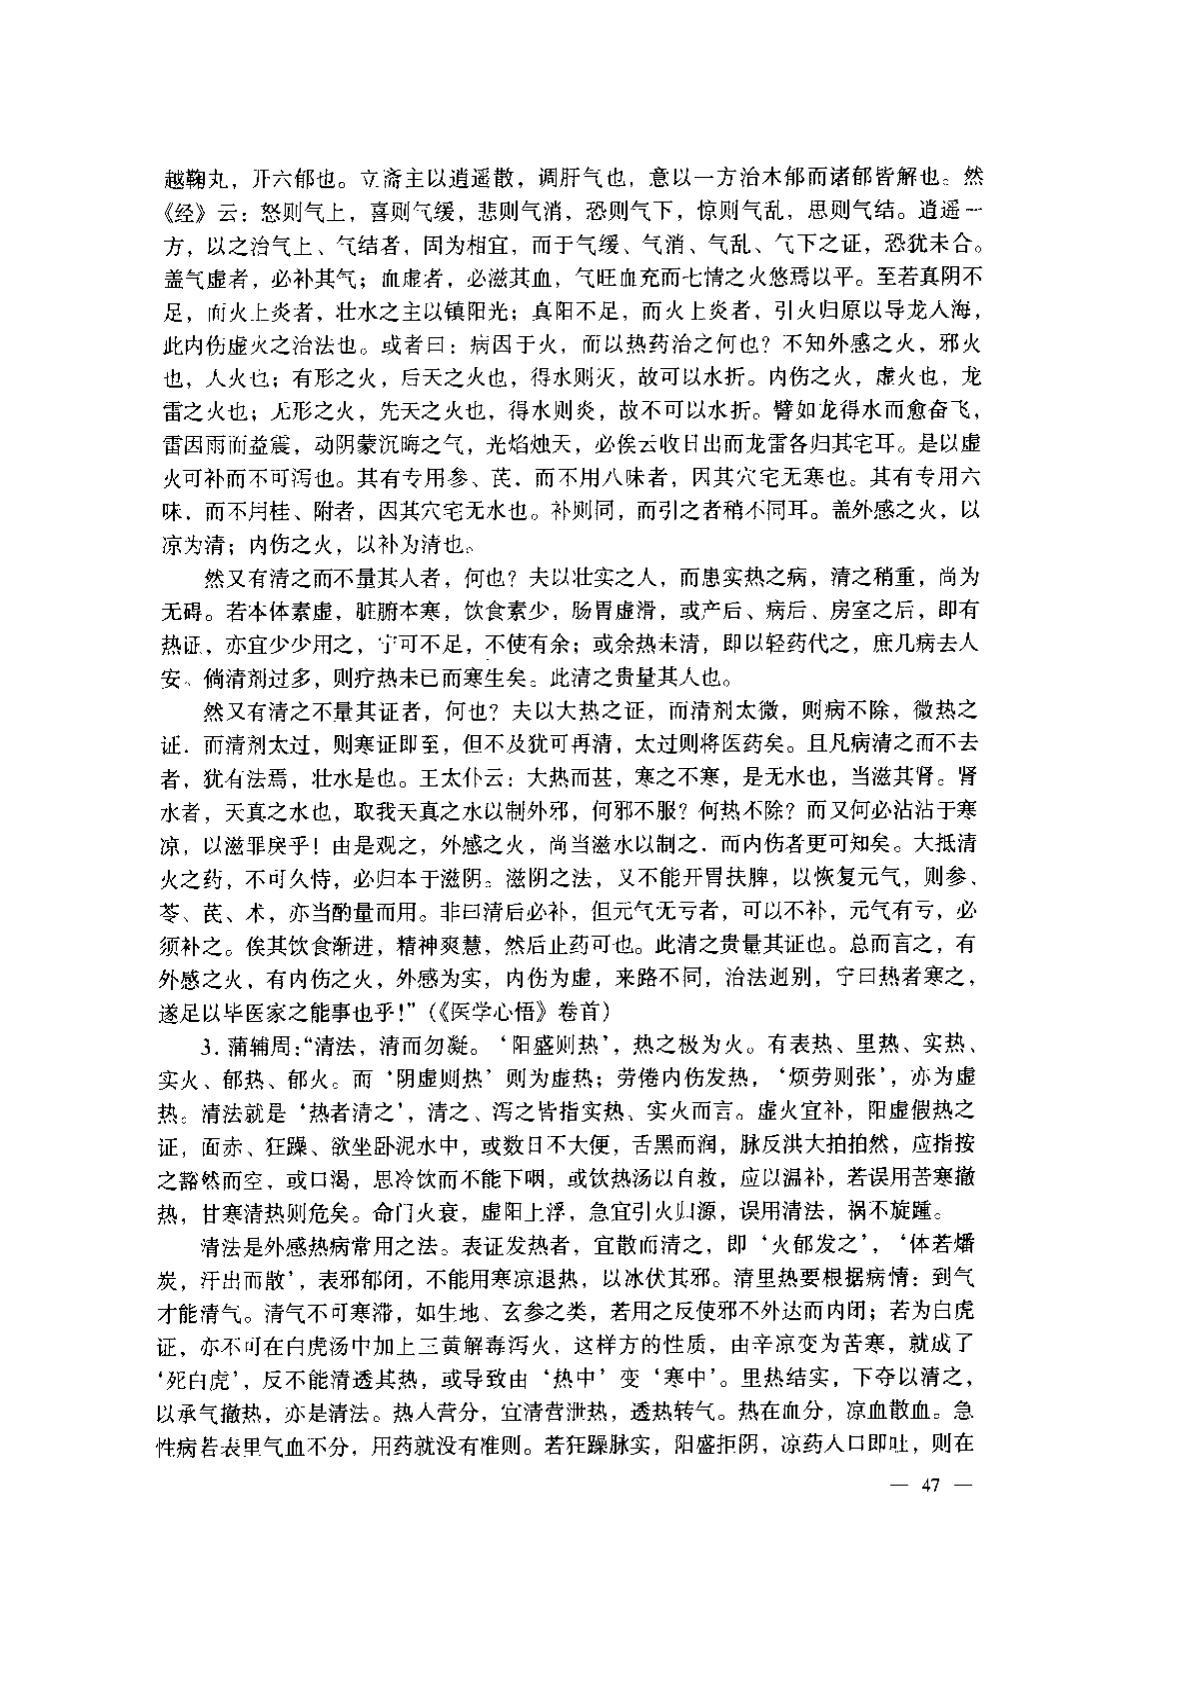 越鞠丸，开六郁也。立斋主以逍遥散，调肝气也，意以一方治木郁而诸郁皆解也。然
《经》云：怒则气上，喜则气缓，悲则气消，恐则气下，惊则气乱，思则气结。逍遥一
方，以之治气上、气结者，固为相宜，而于气缓、气消、气乱、气下之证，恐犹未合。
盖气虚者，必补其气；血虚者，必滋其血，气旺血充而七情之火悠焉以平。至若真阴不
足，而火上炎者，壮水之主以镇阳光；真阳不足，而火上炎者，引火归原以导龙入海，
此内伤虚火之治法也。或者曰：病因于火，而以热药治之何也？不知外感之火，邪火
也，人火也；有形之火，后天之火也，得水则灭，故可以水折。内伤之火，虚火也，龙
雷之火也；无形之火，先天之火也，得水则炎，故不可以水折。譬如龙得水而愈奋飞，
雷因雨而益震，动阴蒙沉晦之气，光焰烛天，必俟云收日出而龙雷各归其宅耳。是以虚
火可补而不可泻也。其有专用参、芪，而不用八味者，因其穴宅无寒也。其有专用六
味，而不用桂、附者，因其穴宅无水也。补则同，而引之者稍不同耳。盖外感之火，以
凉为清；内伤之火，以补为清也。
然又有清之而不量其人者，何也？夫以壮实之人，而患实热之病，清之稍重，尚为
无碍。若本体素虚，脏腑本寒，饮食素少，肠胃虚滑，或产后、病后、房室之后，即有
热证，亦宜少少用之，宁可不足，不使有余；或余热未清，即以轻药代之，庶几病去人
安。倘清剂过多，则疗热未已而寒生矣。此清之贵量其人也。
然又有清之不量其证者，何也？夫以大热之证，而清剂太微，则病不除，微热之
证，而清剂太过，则寒证即至，但不及犹可再清，太过则将医药矣。且凡病清之而不去
者，犹有法焉，壮水是也。王太仆云：大热而甚，寒之不寒，是无水也，当滋其肾。肾
水者，天真之水也，取我天真之水以制外邪，何邪不服？何热不除？而又何必沾沾于寒
凉，以滋罪戾乎！由是观之，外感之火，尚当滋水以制之，而内伤者更可知矣。大抵清
火之药，不可久恃，必归本于滋阴。滋阴之法，又不能开胃扶脾，以恢复元气，则参、
苓、芪、术，亦当酌量而用。非曰清后必补，但元气无亏者，可以不补，元气有亏，必
须补之。俟其饮食渐进，精神爽慧，然后止药可也。此清之贵量其证也。总而言之，有
外感之火，有内伤之火，外感为实，内伤为虚，来路不同，治法迥别，宁曰热者寒之，
遂足以毕医家之能事也乎！”（《医学心悟》卷首）
3. 蒲辅周：“清法，清而勿凝。‘阳盛则热’，热之极为火。有表热、里热、实热、
实火、郁热、郁火。而‘阴虚则热’则为虚热；劳倦内伤发热，‘烦劳则张’，亦为虚
热。清法就是‘热者清之’，清之、泻之皆指实热、实火而言。虚火宜补，阳虚假热之
证，面赤、狂躁、欲坐卧泥水中，或数日不大便，舌黑而润，脉反洪大拍拍然，应指按
之豁然而空，或口渴，思冷饮而不能下咽，或饮热汤以自救，应以温补，若误用苦寒撤
热，甘寒清热则危矣。命门火衰，虚阳上浮，急宜引火归源，误用清法，祸不旋踵。
清法是外感热病常用之法。表证发热者，宜散而清之，即‘火郁发之’，‘体若燔
炭，汗出而散’，表邪郁闭，不能用寒凉退热，以冰伏其邪。清里热要根据病情：到气
才能清气。清气不可寒滞，如生地、玄参之类，若用之反使邪不外达而内闭；若为白虎
证，亦不可在白虎汤中加上三黄解毒泻火，这样方的性质，由辛凉变为苦寒，就成了
‘死白虎’，反不能清透其热，或导致由‘热中’变‘寒中’。里热结实，下夺以清之，
以承气撤热，亦是清法。热入营分，宜清营泄热，透热转气。热在血分，凉血散血。急
性病若表里气血不分，用药就没有准则。若狂躁脉实，阳盛拒阴，凉药入口即吐，则在
— 47 —